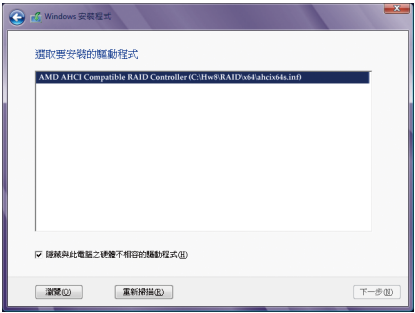 Windows 安裝程式
選取要安裝的驅動程式
AMD AHCI Compatible RAID Controller (C:\Hw8\RAID\x64\ahcix64s.inf)
隱藏與此電腦之硬體不相容的驅動程式(H)
瀏覽(O)
重新掃描(R)
下一步(N)